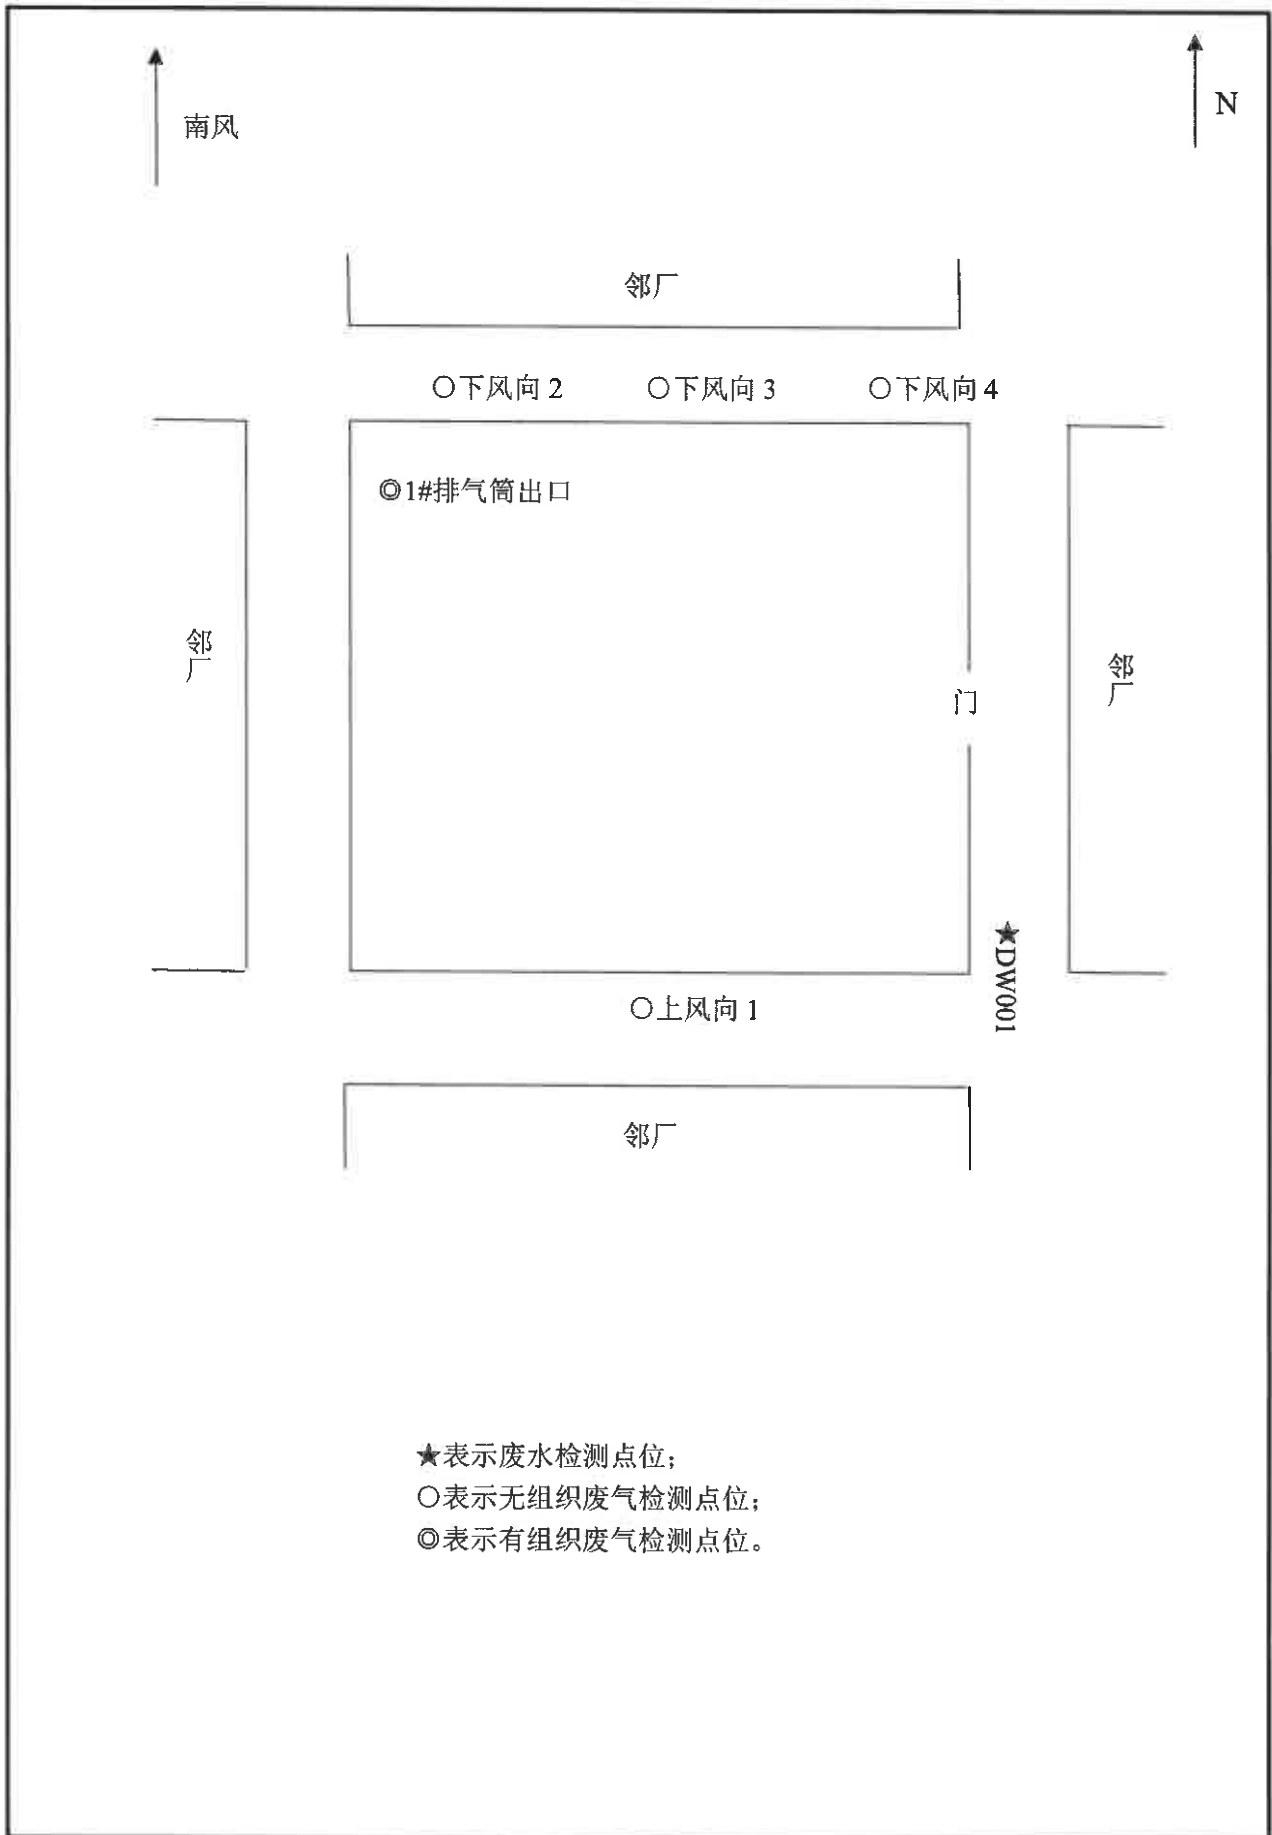 南风
N
邻厂
○下风向 2
○下风向 3
○下风向 4
◎1#排气筒出口
邻厂
邻厂
门
★DW001
○上风向 1
邻厂
★表示废水检测点位；
○表示无组织废气检测点位；
◎表示有组织废气检测点位。